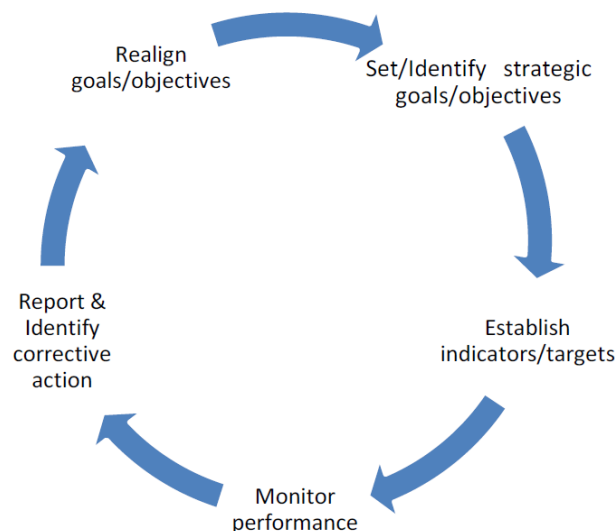 Realign
goals/objectives
Set/Identify strategic
goals/objectives
Establish
indicators/targets
Monitor
performance
Report &
Identify
corrective
action